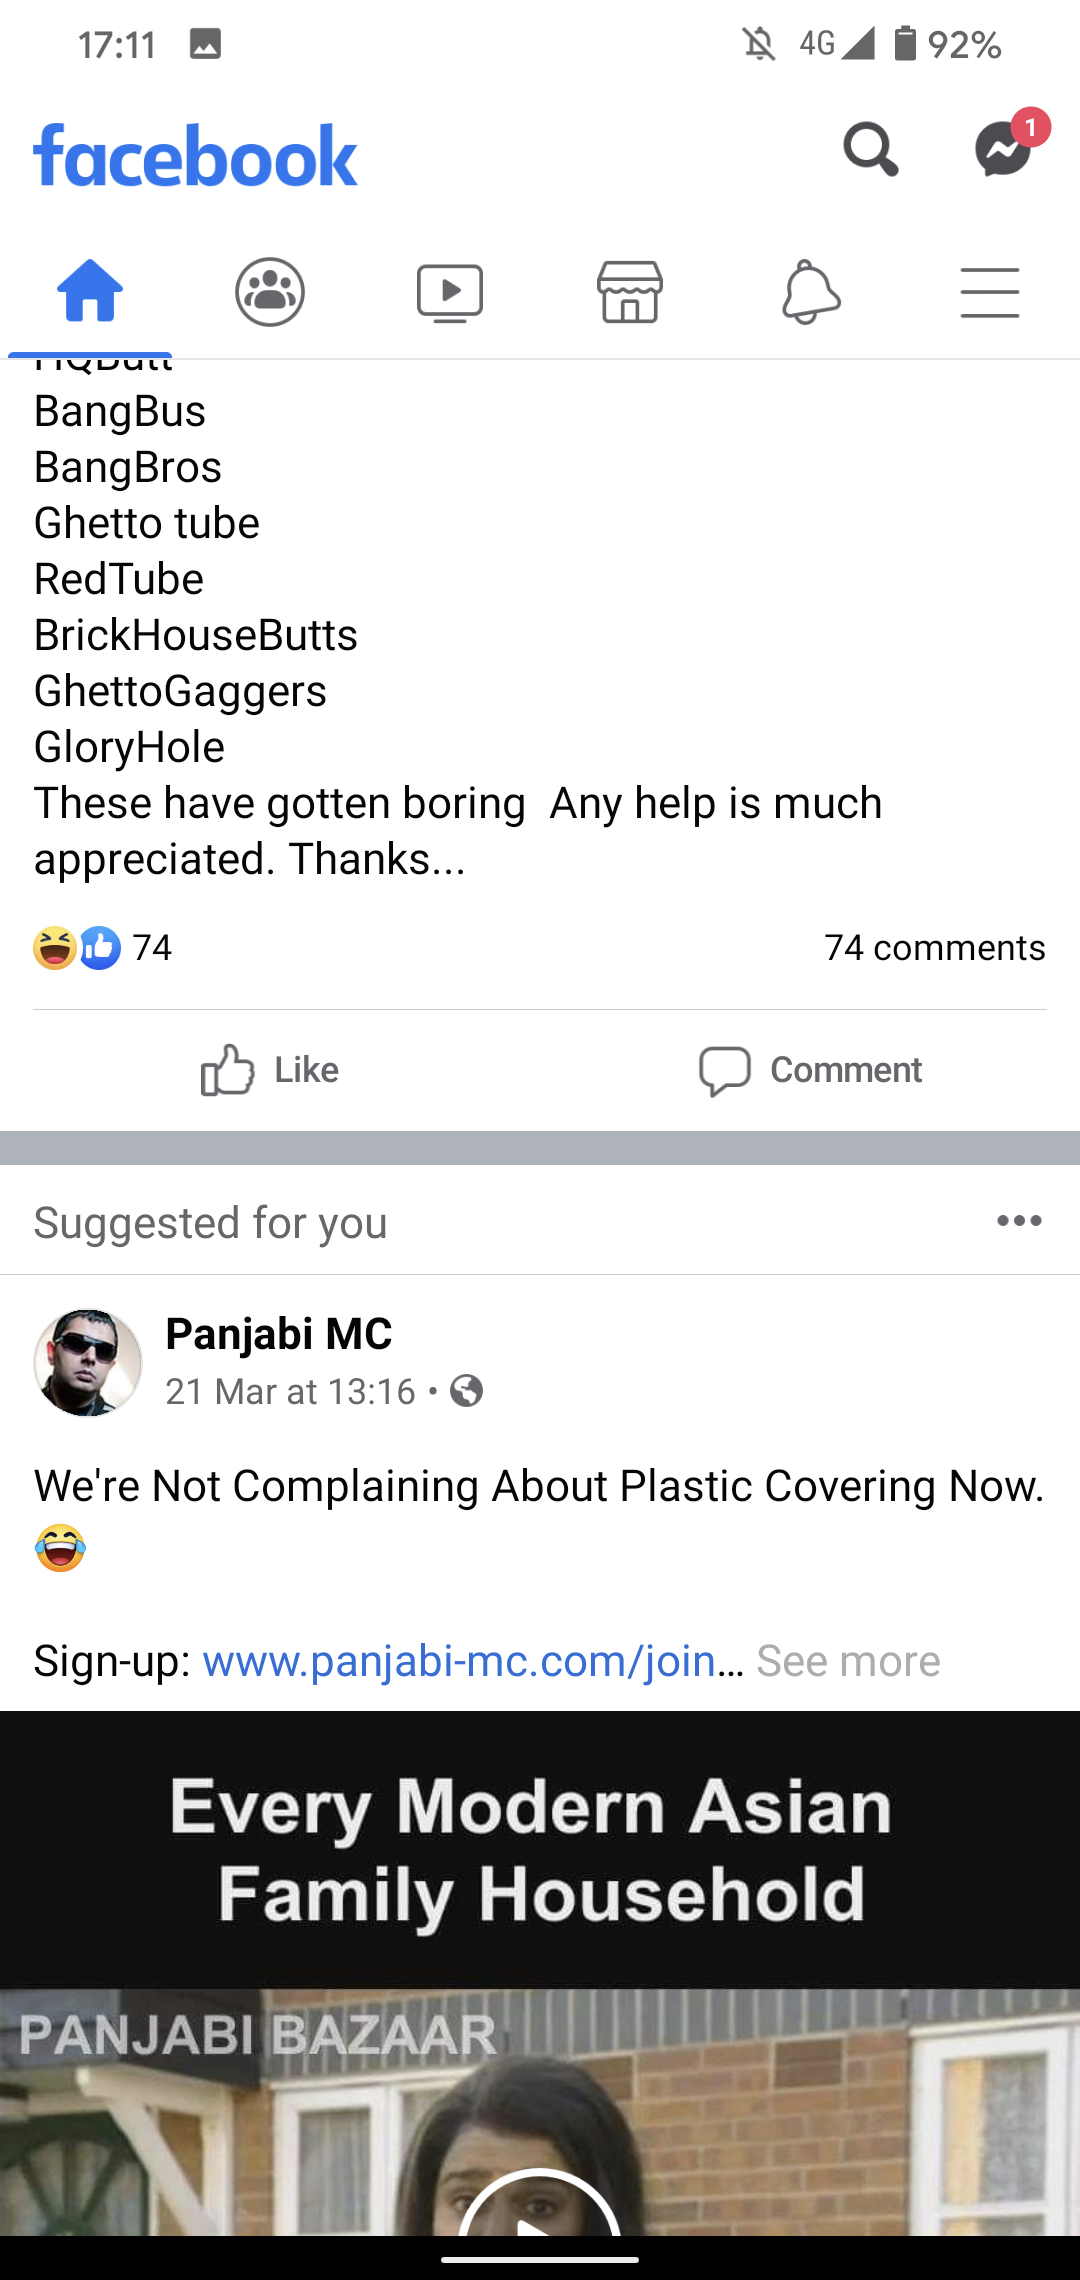 17:11
4G 92%
facebook
1
HQButt
BangBus
BangBros
Ghetto tube
RedTube
BrickHouseButts
GhettoGaggers
GloryHole
These have gotten boring  Any help is much
appreciated. Thanks...
74
74 comments
Like
Comment
Suggested for you
Panjabi MC
21 Mar at 13:16 •
We're Not Complaining About Plastic Covering Now.
😂
Sign-up: www.panjabi-mc.com/join... See more
Every Modern Asian
Family Household
PANJABI BAZAAR